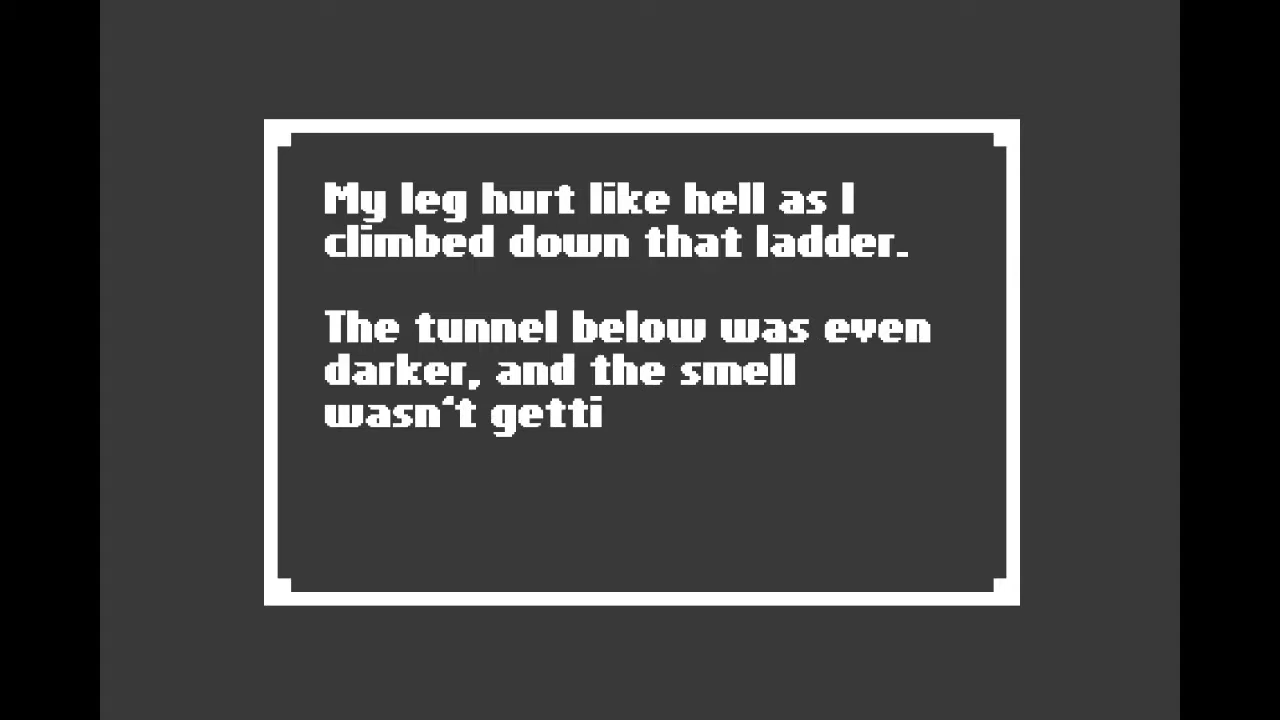 My leg hurt like hell as I
climbed down that ladder.
The tunnel below was even
darker, and the smell
wasn't getti